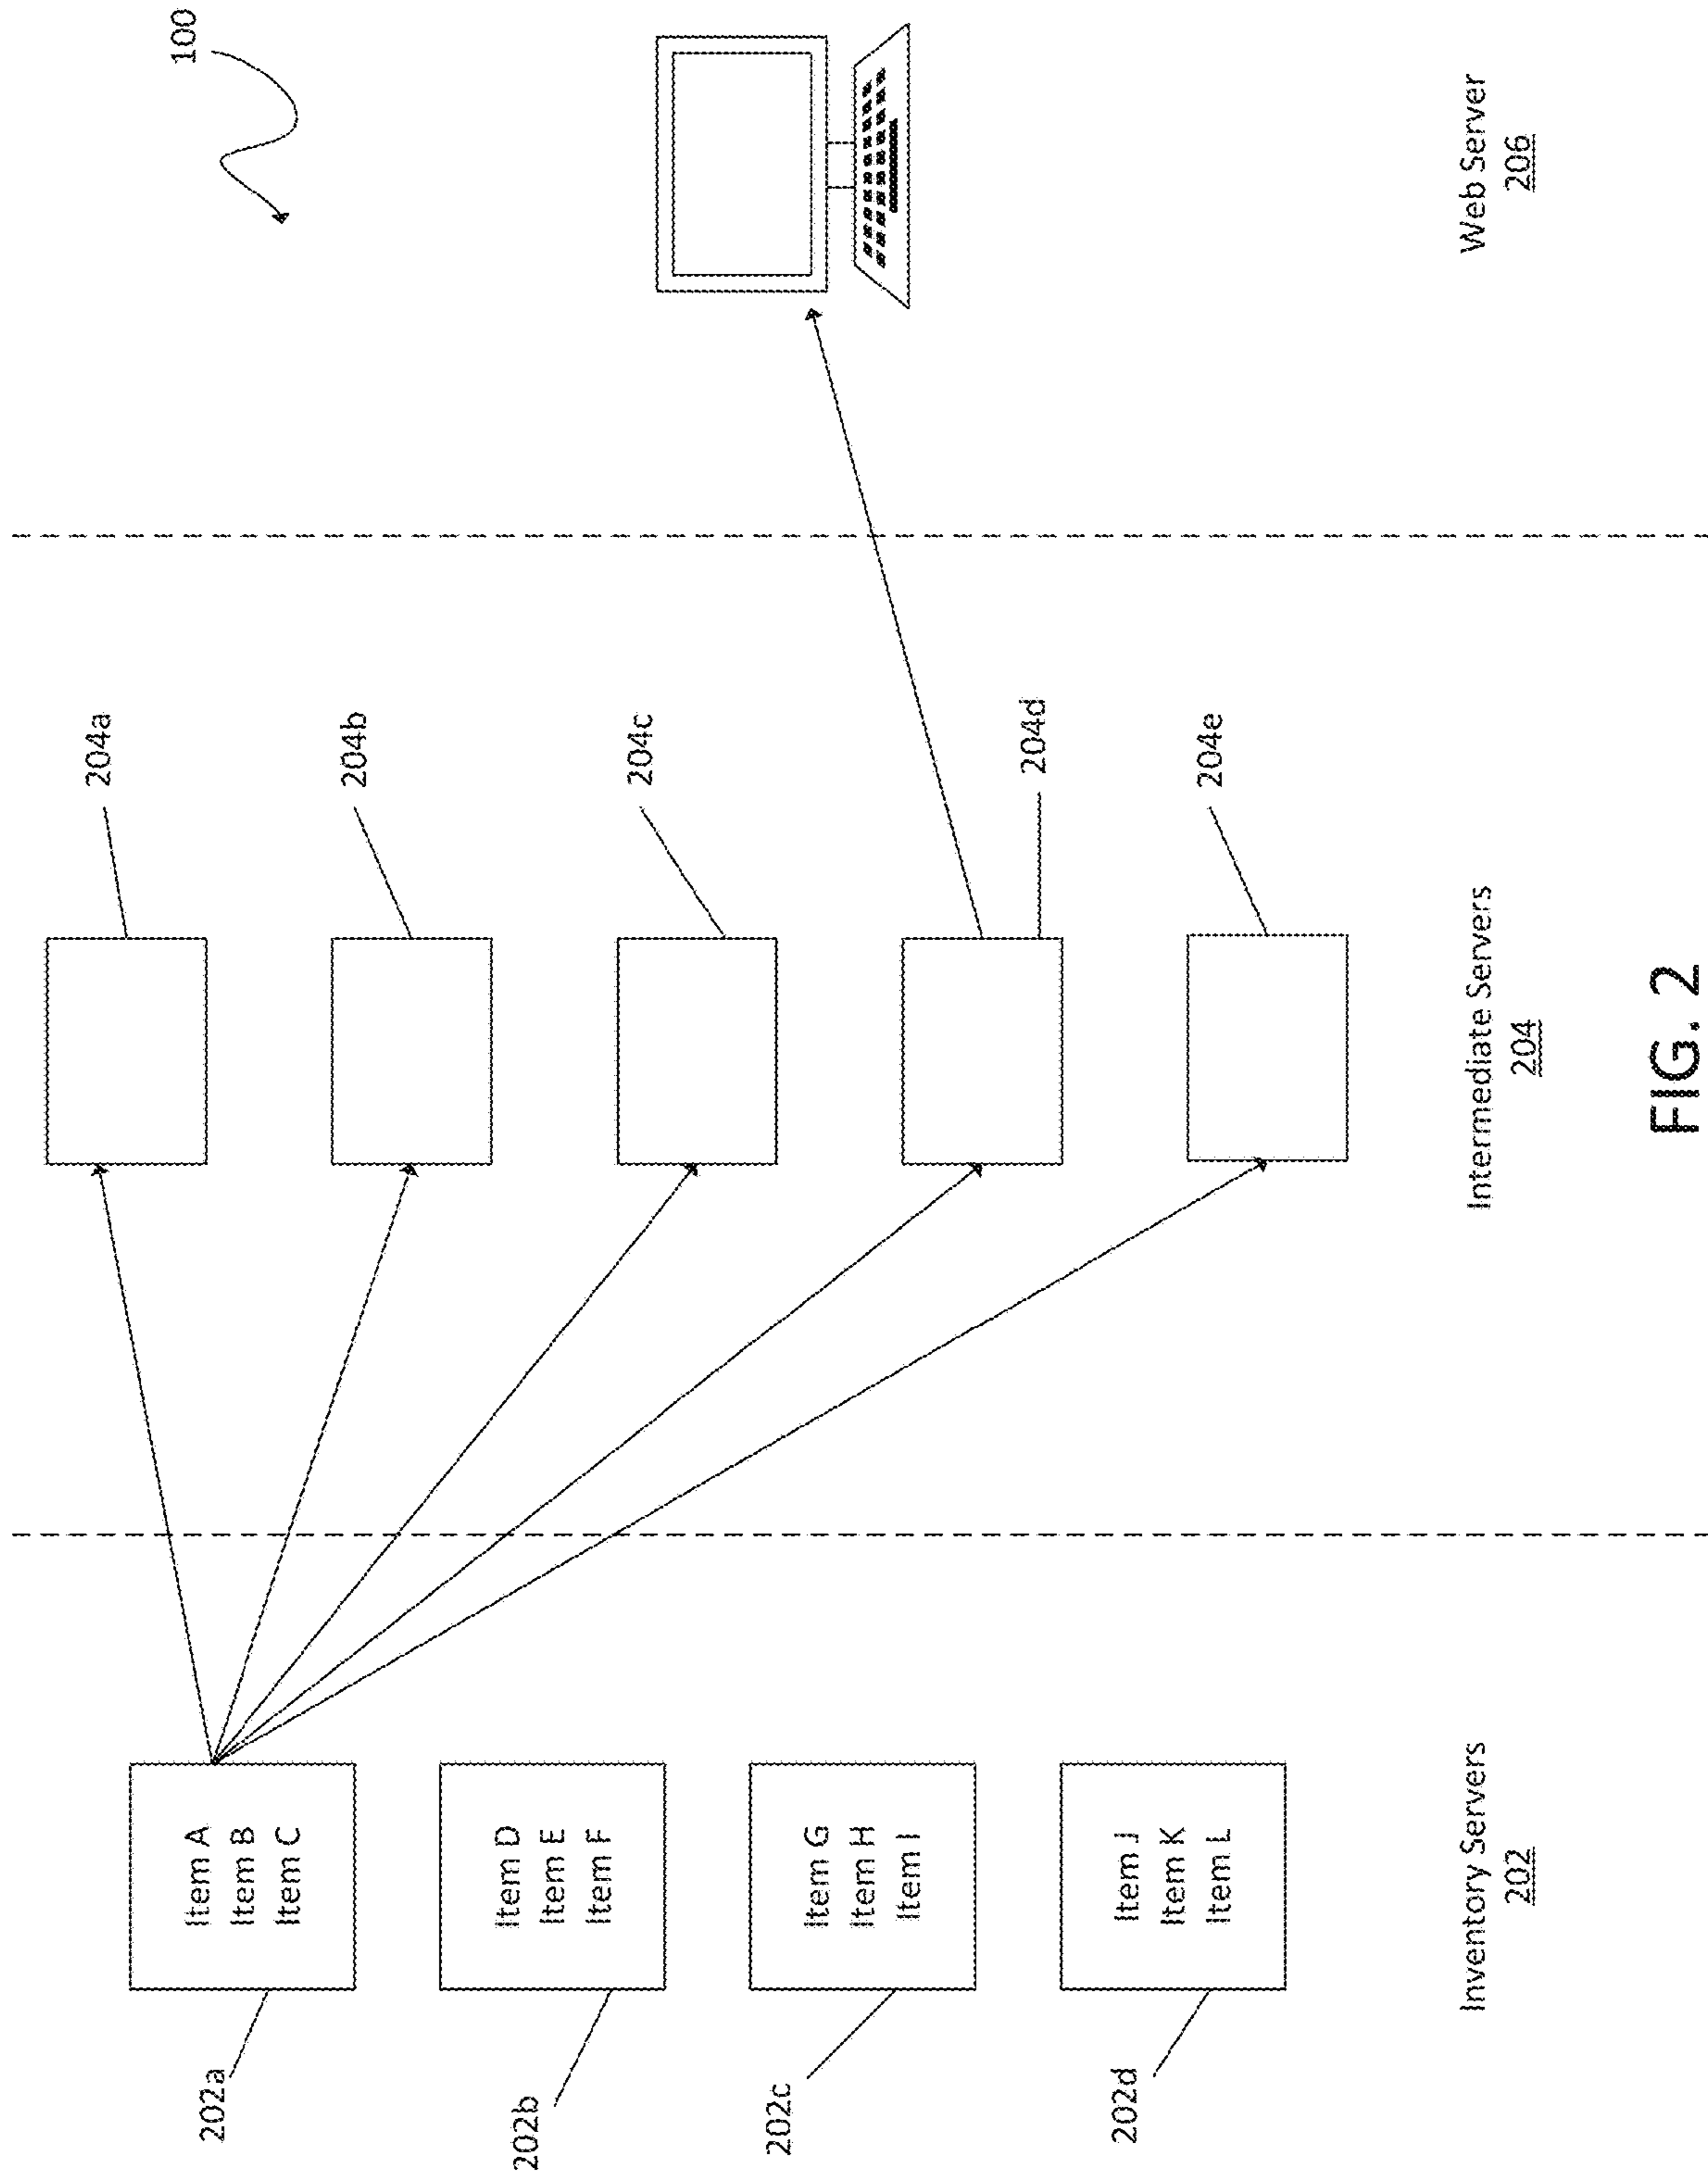 100
202a
Item A
Item B
Item C
204a
202b
Item D
Item E
Item F
204b
202c
Item G
Item H
Item I
204c
202d
Item J
Item K
Item L
204d
204e
Inventory Servers
202
Intermediate Servers
204
Web Server
206
FIG. 2